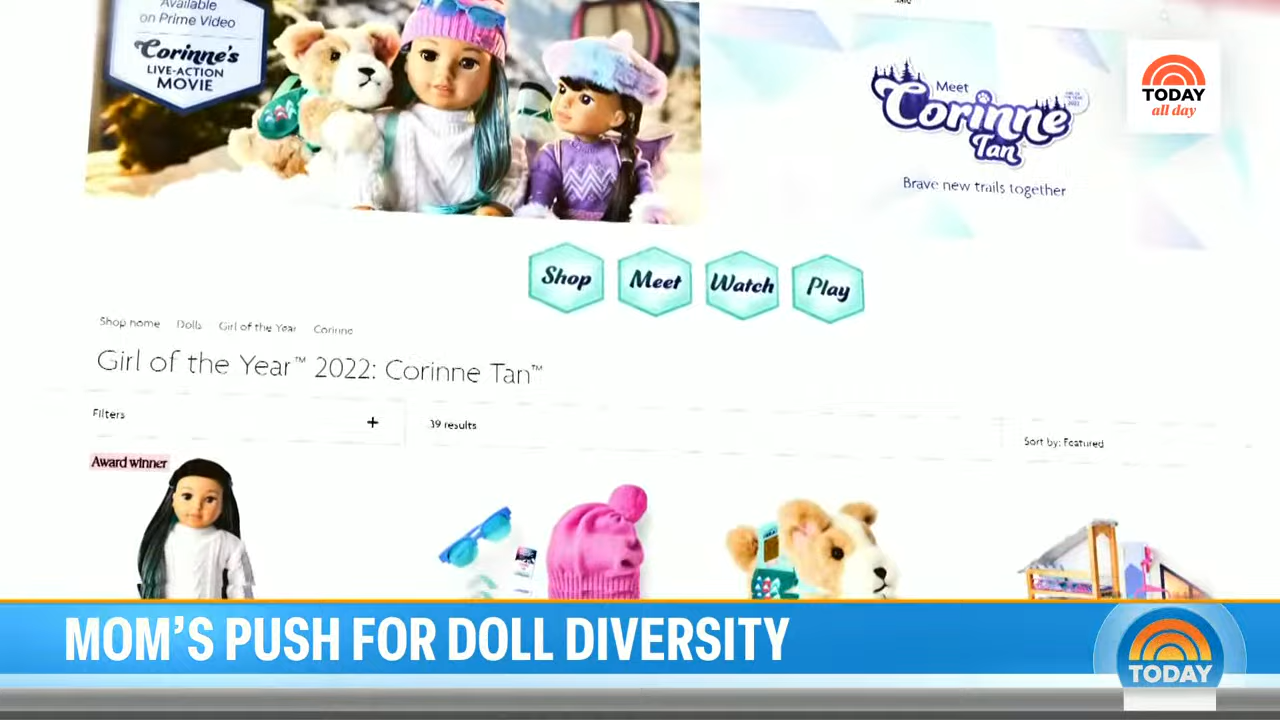 Available
on Prime Video
Corinne's
LIVE-ACTION
MOVIE
Meet
Corinne
Tan
Brave new trails together
TODAY
all day
Shop Meet Watch Play
Shop home Dolls Girl of the Year Corinne
Girl of the Year™ 2022: Corinne Tan™
Filters + 39 results Sort by: Featured
Award winner
MOM'S PUSH FOR DOLL DIVERSITY
TODAY